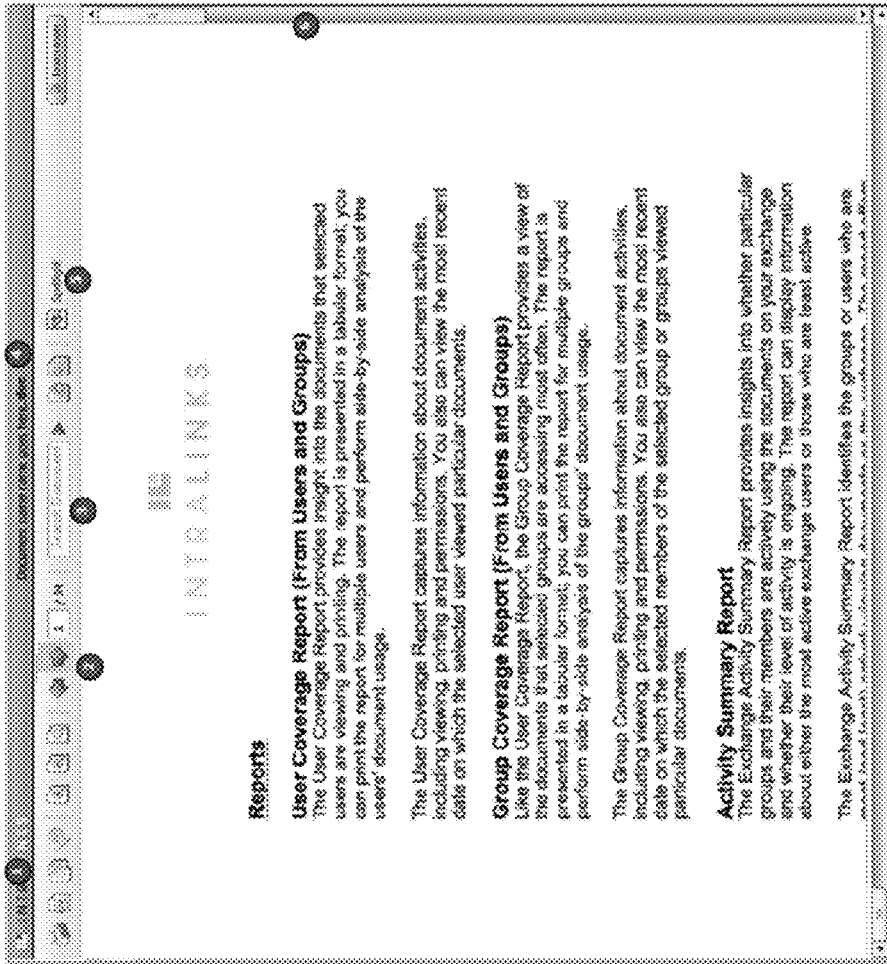 1 / 14
INTRALINKS
Reports
User Coverage Report (From Users and Groups)
The User Coverage Report provides insight into the documents that selected
users are viewing and printing. The report is presented in a tabular format; you
can print the report for multiple users and perform side-by-side analysis of the
users' document usage.
The User Coverage Report captures information about document activities,
including viewing, printing and permissions. You also can view the most recent
date on which the selected user viewed particular documents.
Group Coverage Report (From Users and Groups)
Like the User Coverage Report, the Group Coverage Report provides a view of
the documents that selected groups are accessing most often. The report is
presented in a tabular format; you can print the report for multiple groups and
perform side-by-side analysis of the groups' document usage.
The Group Coverage Report captures information about document activities,
including viewing, printing and permissions. You also can view the most recent
date on which the selected members of the selected group or groups viewed
particular documents.
Activity Summary Report
The Exchange Activity Summary Report provides insights into whether particular
groups and their members are actively using the documents on your exchange
and whether their level of activity is ongoing. The report can display information
about either the most active exchange users or those who are least active.
The Exchange Activity Summary Report identifies the groups or users who are